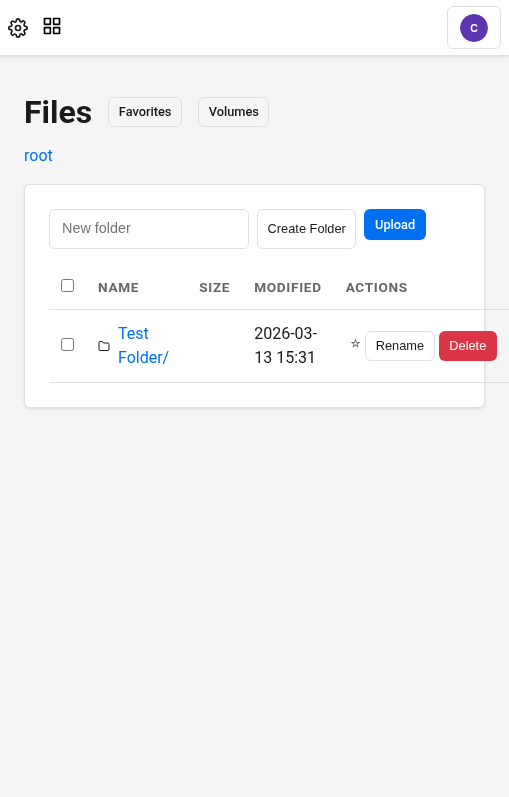 C
Files Favorites Volumes
root
New folder Create Folder Upload
NAME SIZE MODIFIED ACTIONS
Test 2026-03-
Folder/ 13 15:31 Rename Delete